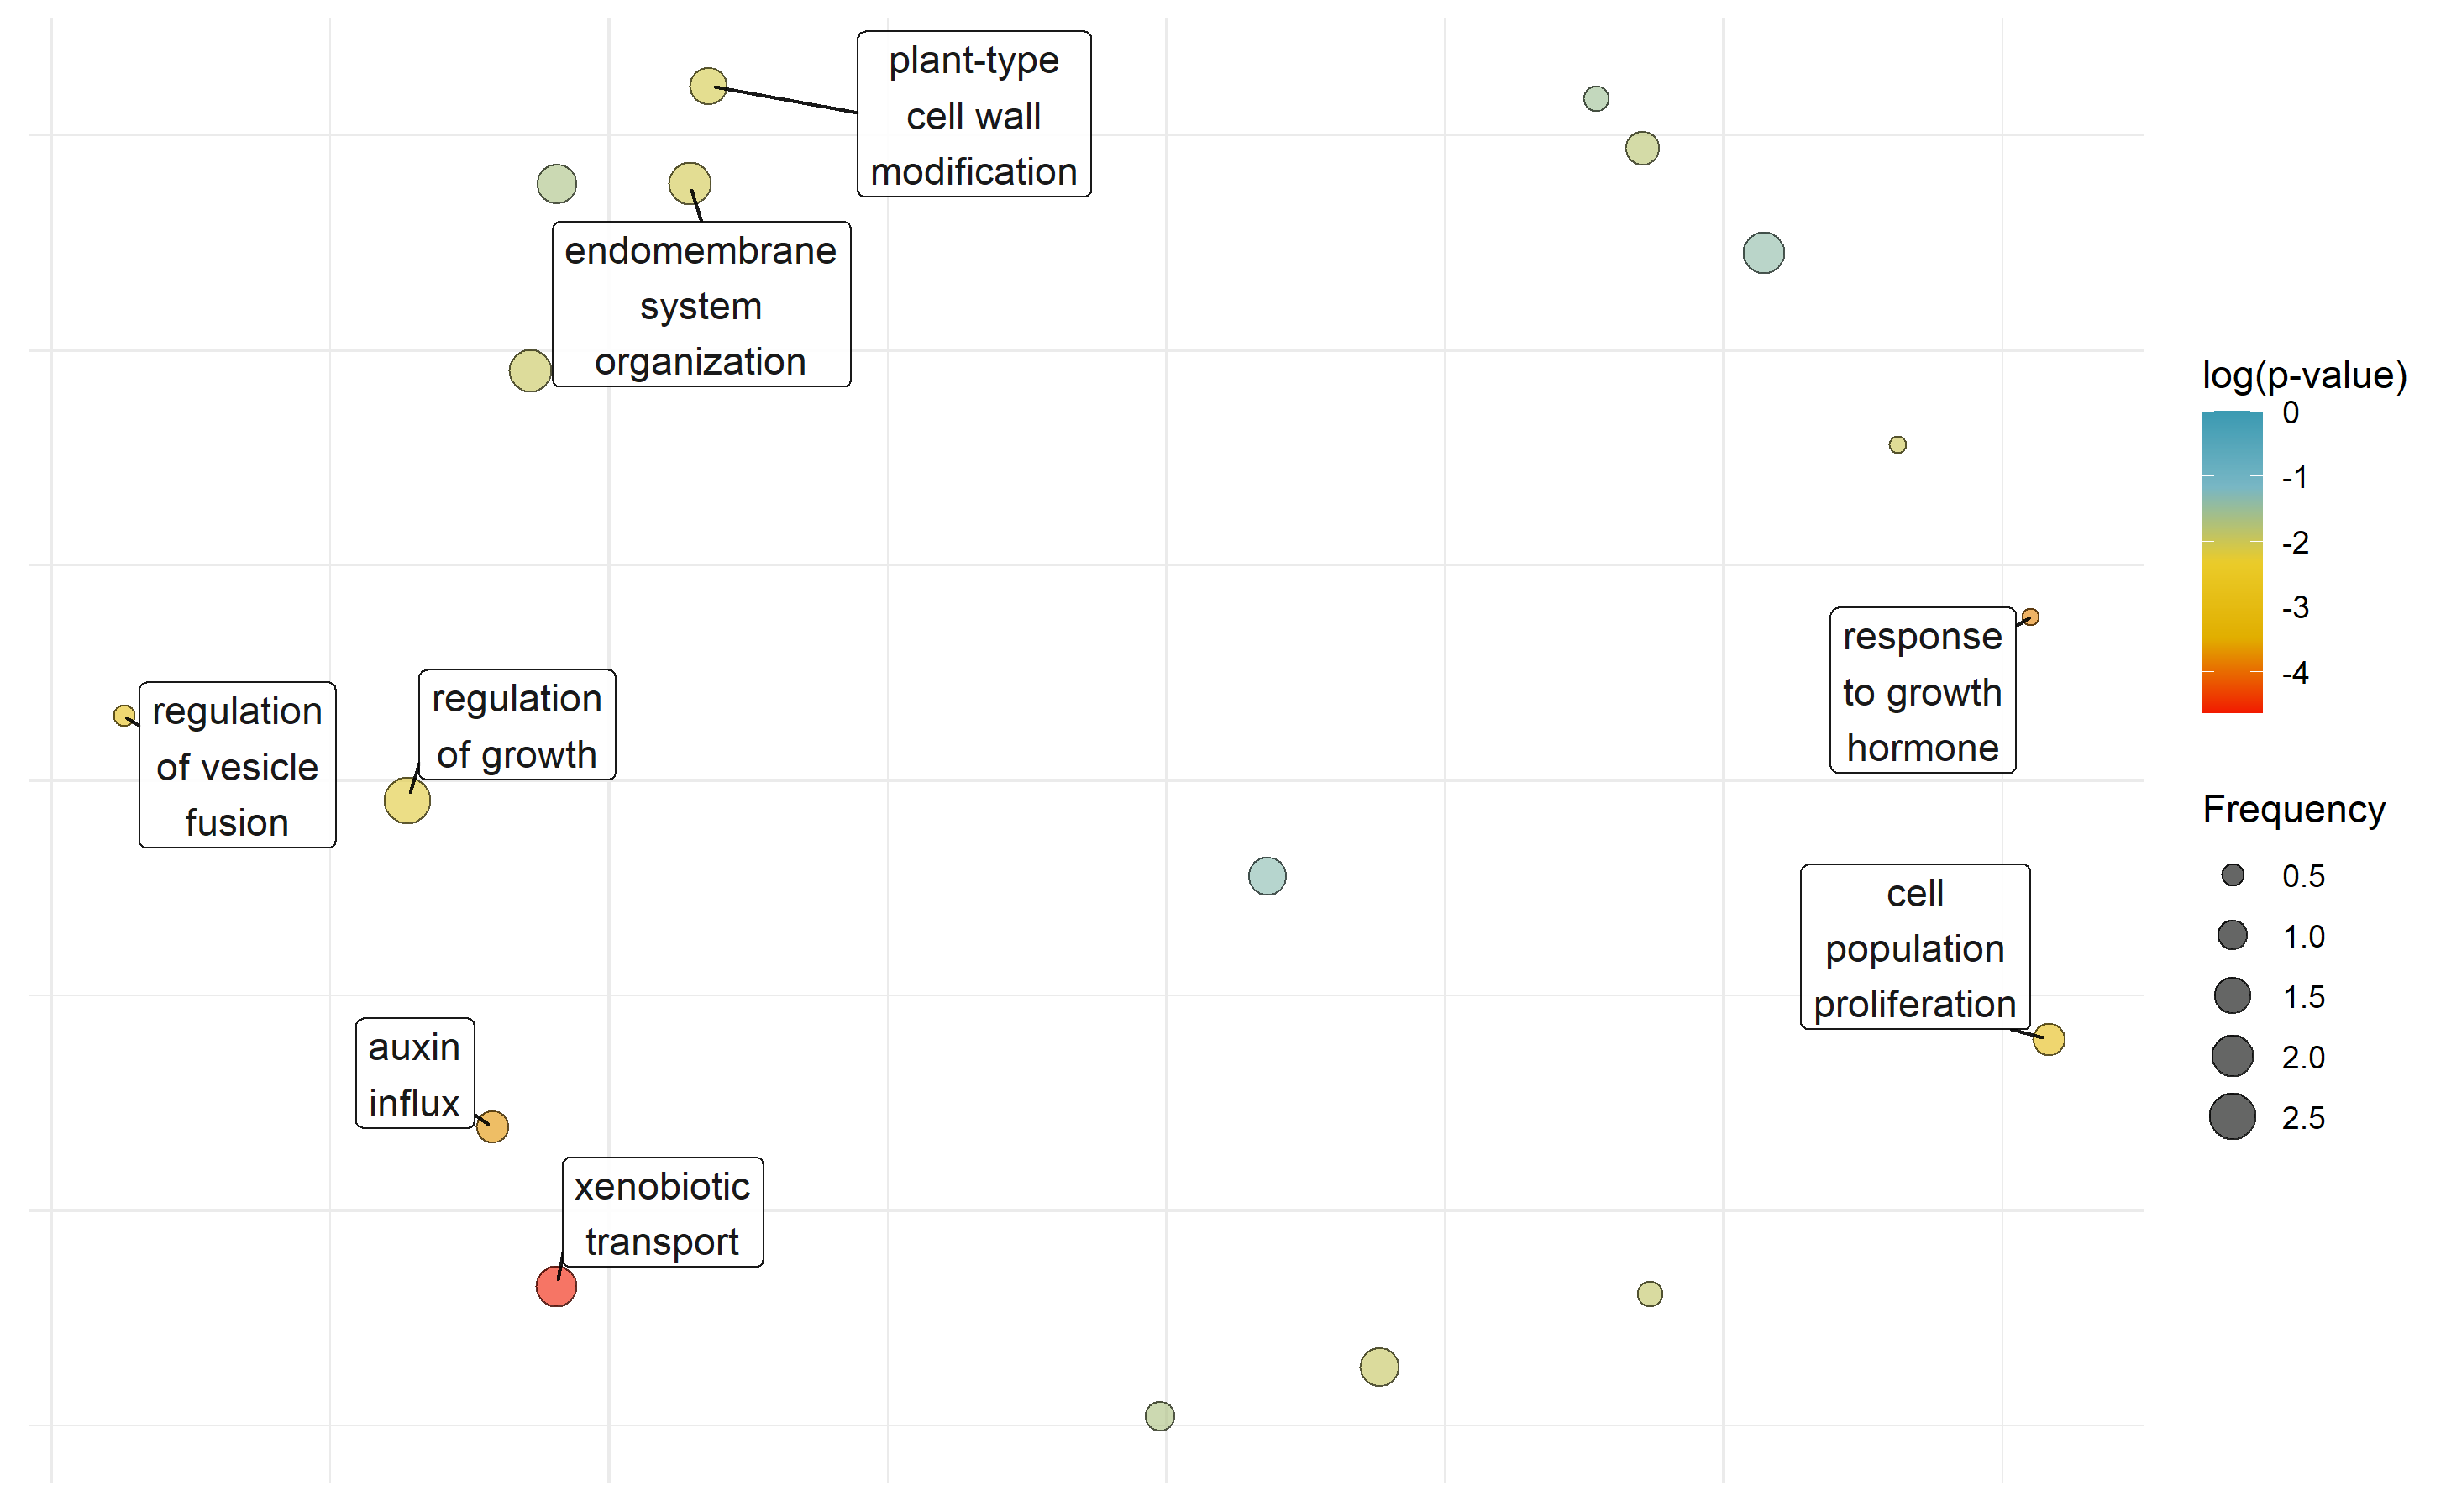 plant-type
cell wall
modification
endomembrane
system
organization
response
to growth
hormone
regulation
of growth
regulation
of vesicle
fusion
cell
population
proliferation
auxin
influx
xenobiotic
transport
log(p-value)
0
-1
-2
-3
-4
Frequency
0.5
1.0
1.5
2.0
2.5